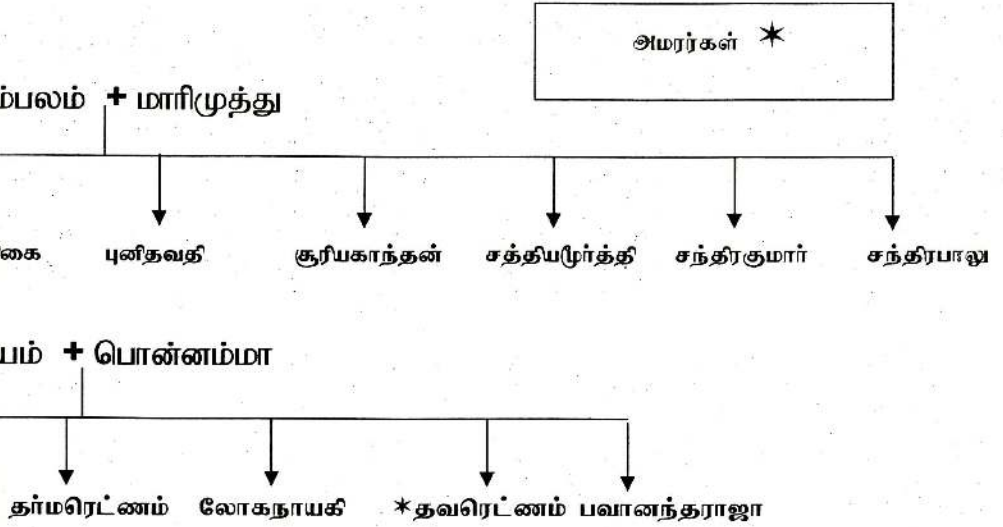 அமரர்கள் *
ம்பலம் + மாரிமுத்து
கை புனிதவதி சூரியகாந்தன் சத்தியமூர்த்தி சந்திரகுமார் சந்திரபாலு
யம் + பொன்னம்மா
தர்மரெட்ணம் லோகநாயகி *தவரெட்ணம் பவானந்தராஜா